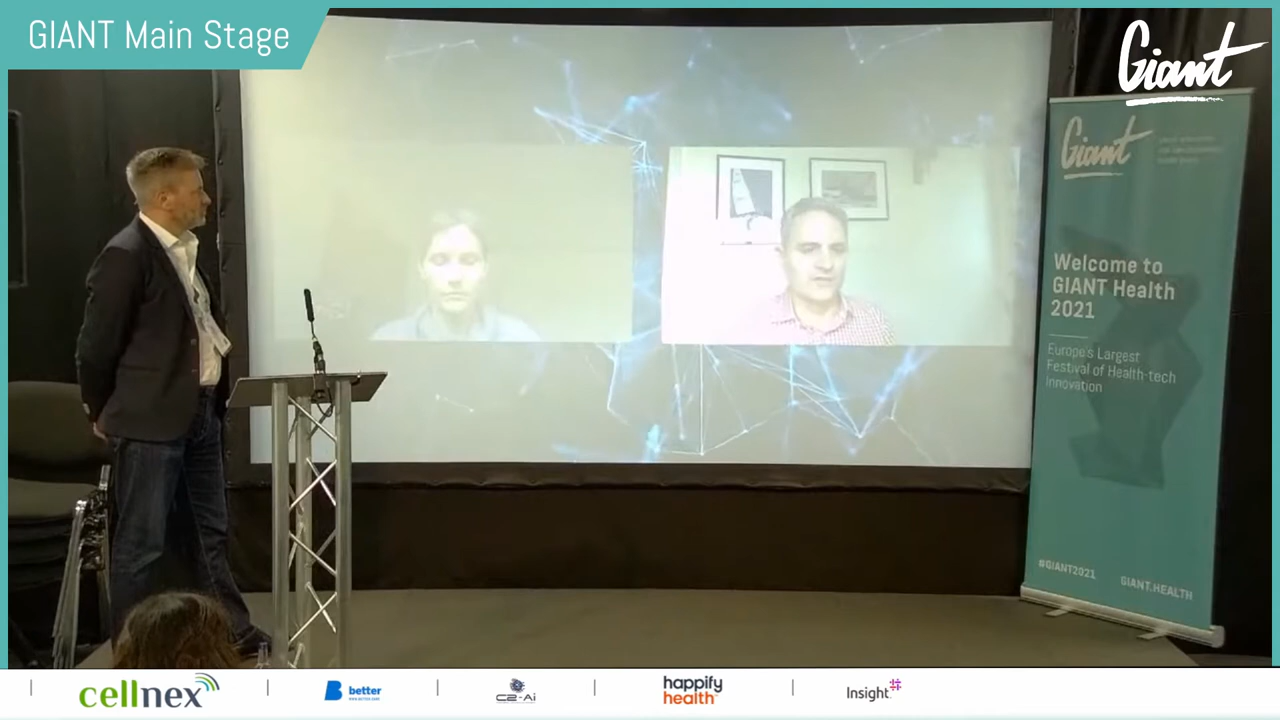 GIANT Main Stage
Giant
Giant
Welcome to
GIANT Health
2021
Europe's Largest
Festival of Health-tech
Innovation
#GIANT2021
GIANT.HEALTH
cellnex
better
C2-Ai
happify
health
Insight